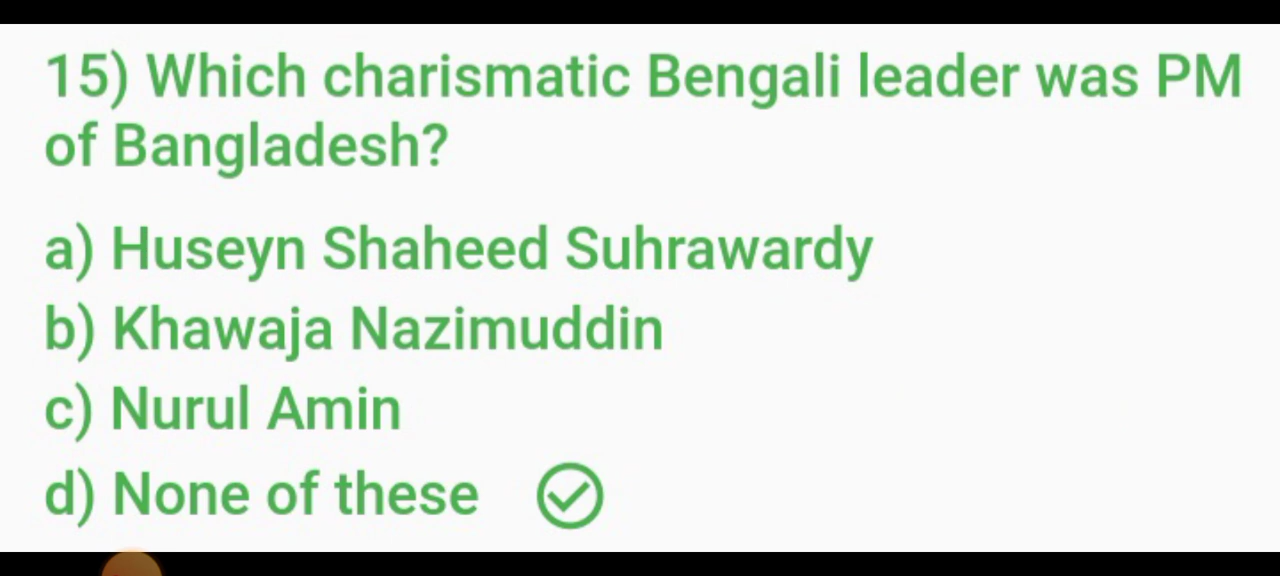 15) Which charismatic Bengali leader was PM
of Bangladesh?
a) Huseyn Shaheed Suhrawardy
b) Khawaja Nazimuddin
c) Nurul Amin
d) None of these